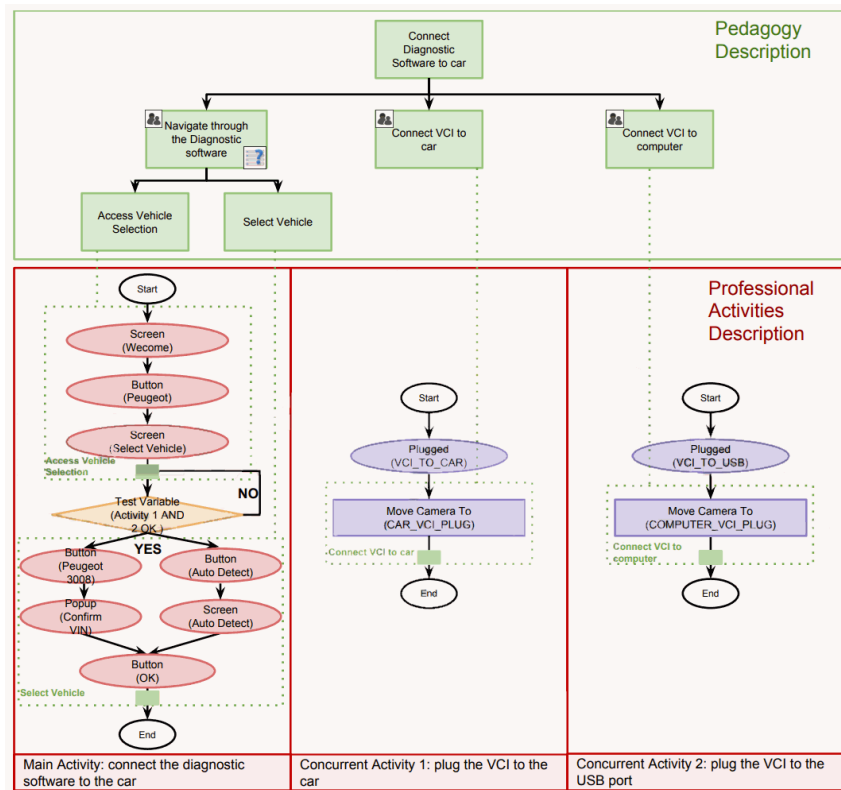 Pedagogy
Description
Connect
Diagnostic
Software to car
Navigate through
the Diagnostic
software
Connect VCI to
car
Connect VCI to
computer
Access Vehicle
Selection
Select Vehicle
Professional
Activities
Description
Start
Screen
(Wecome)
Button
(Peugeot)
Screen
(Select Vehicle)
Access Vehicle
Selection
NO
Test Variable
(Activity 1 AND
2 OK )
YES
Button
(Peugeot
3008)
Button
(Auto Detect)
Popup
(Confirm
VIN)
Screen
(Auto Detect)
Button
(OK)
Select Vehicle
End
Start
Plugged
(VCI_TO_CAR)
Move Camera To
(CAR_VCI_PLUG)
Connect VCI to car
End
Start
Plugged
(VCI_TO_USB)
Move Camera To
(COMPUTER_VCI_PLUG)
Connect VCI to
computer
End
Main Activity: connect the diagnostic
software to the car
Concurrent Activity 1: plug the VCI to the
car
Concurrent Activity 2: plug the VCI to the
USB port